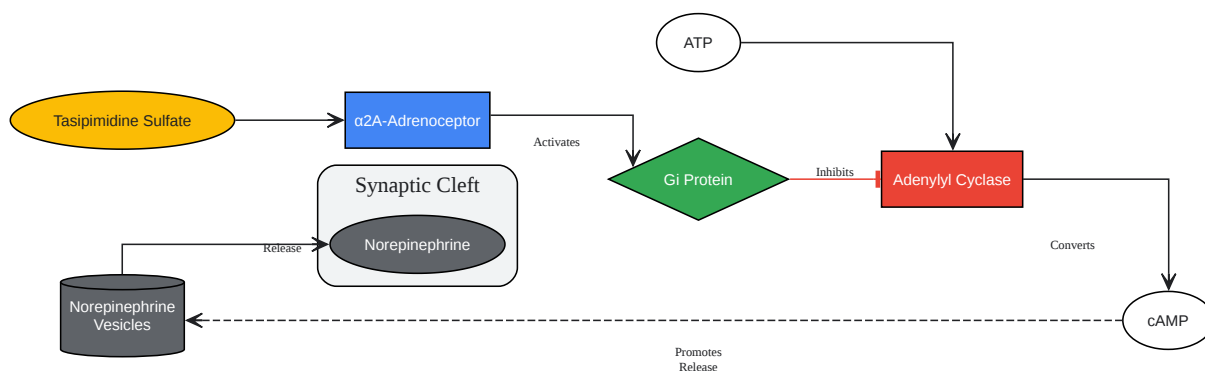 ATP
Tasipimidine Sulfate
α2A-Adrenoceptor
Activates
Gi Protein
Inhibits
Adenylyl Cyclase
Synaptic Cleft
Norepinephrine
Release
Converts
Norepinephrine
Vesicles
cAMP
Promotes
Release